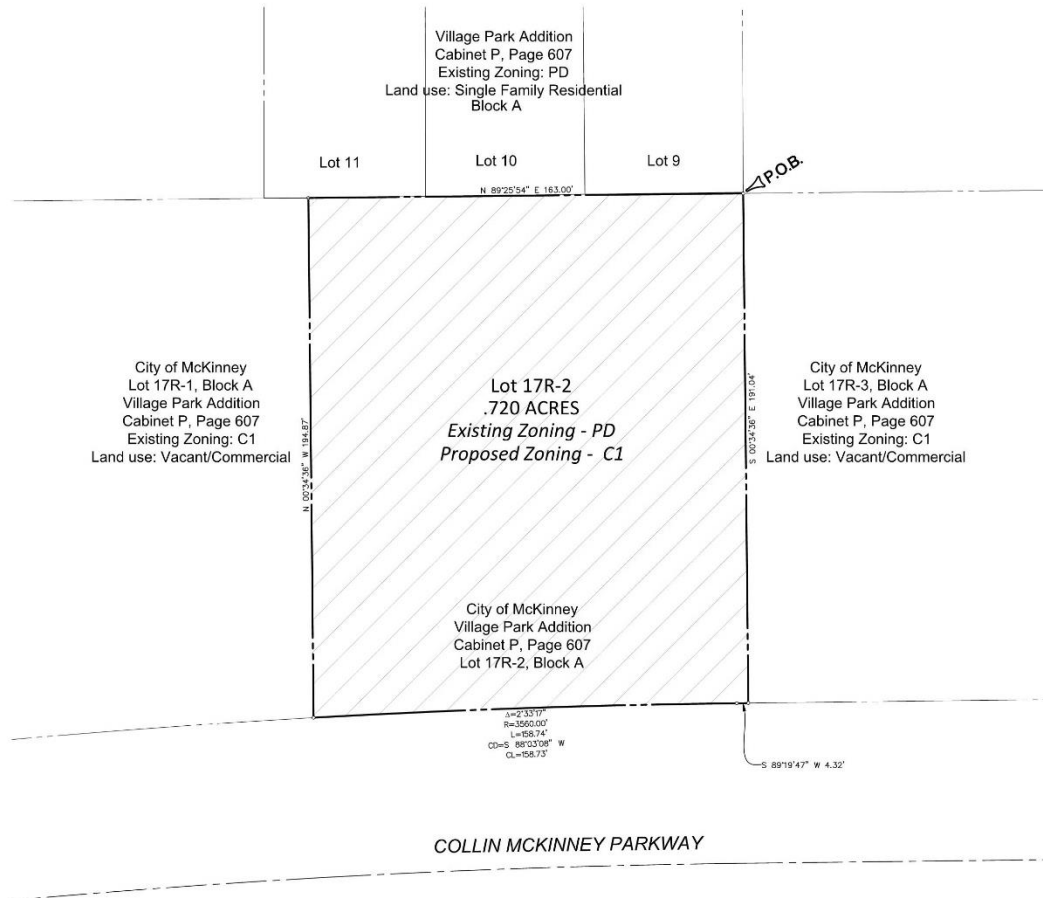 Village Park Addition
Cabinet P, Page 607
Existing Zoning: PD
Land use: Single Family Residential
Block A
Lot 11
Lot 10
Lot 9
P.O.B.
N 89°25'54" E 163.00'
City of McKinney
Lot 17R-1, Block A
Village Park Addition
Cabinet P, Page 607
Existing Zoning: C1
Land use: Vacant/Commercial
N 00°34'36" W 194.87'
Lot 17R-2
.720 ACRES
Existing Zoning - PD
Proposed Zoning - C1
S 00°34'36" E 191.04'
City of McKinney
Lot 17R-3, Block A
Village Park Addition
Cabinet P, Page 607
Existing Zoning: C1
Land use: Vacant/Commercial
City of McKinney
Village Park Addition
Cabinet P, Page 607
Lot 17R-2, Block A
Δ=2°33'17"
R=3560.00'
L=158.74'
CD=S 88°03'08" W
CL=158.73'
S 89°19'47" W 4.32'
COLLIN MCKINNEY PARKWAY